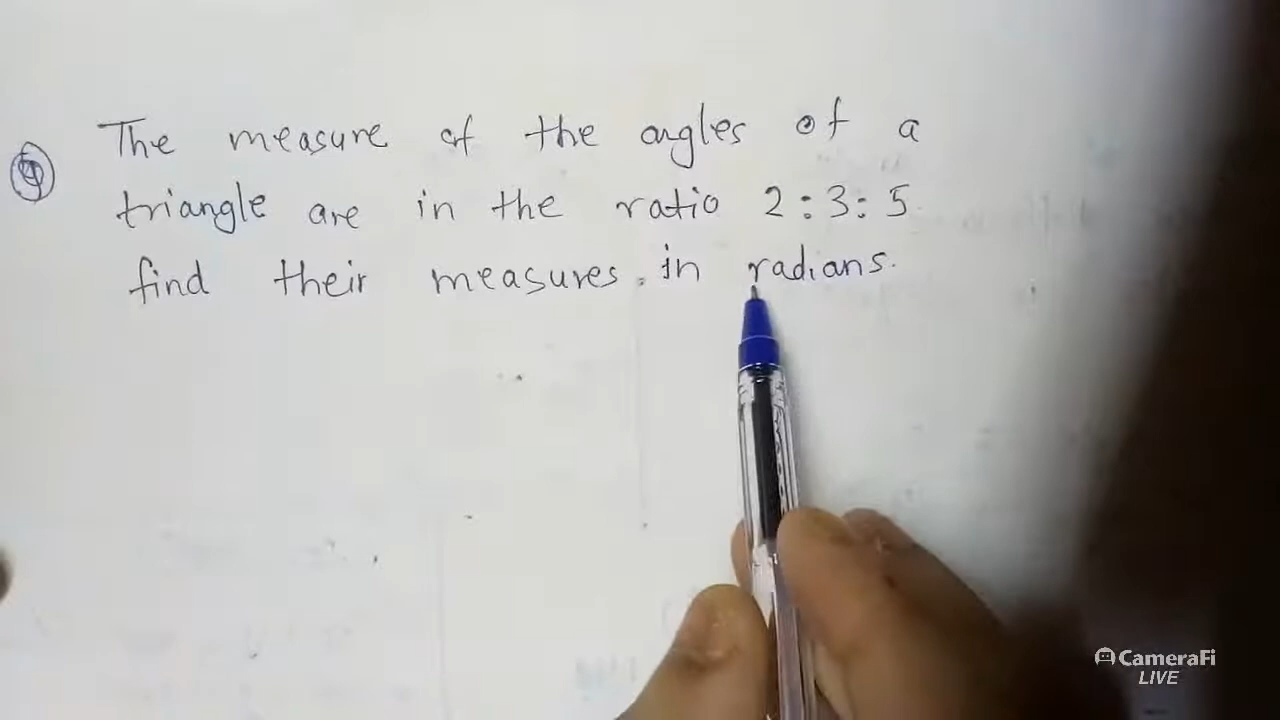 The measure of the angles of a
triangle are in the ratio 2:3:5
find their measures. in radians.
CameraFi
LIVE